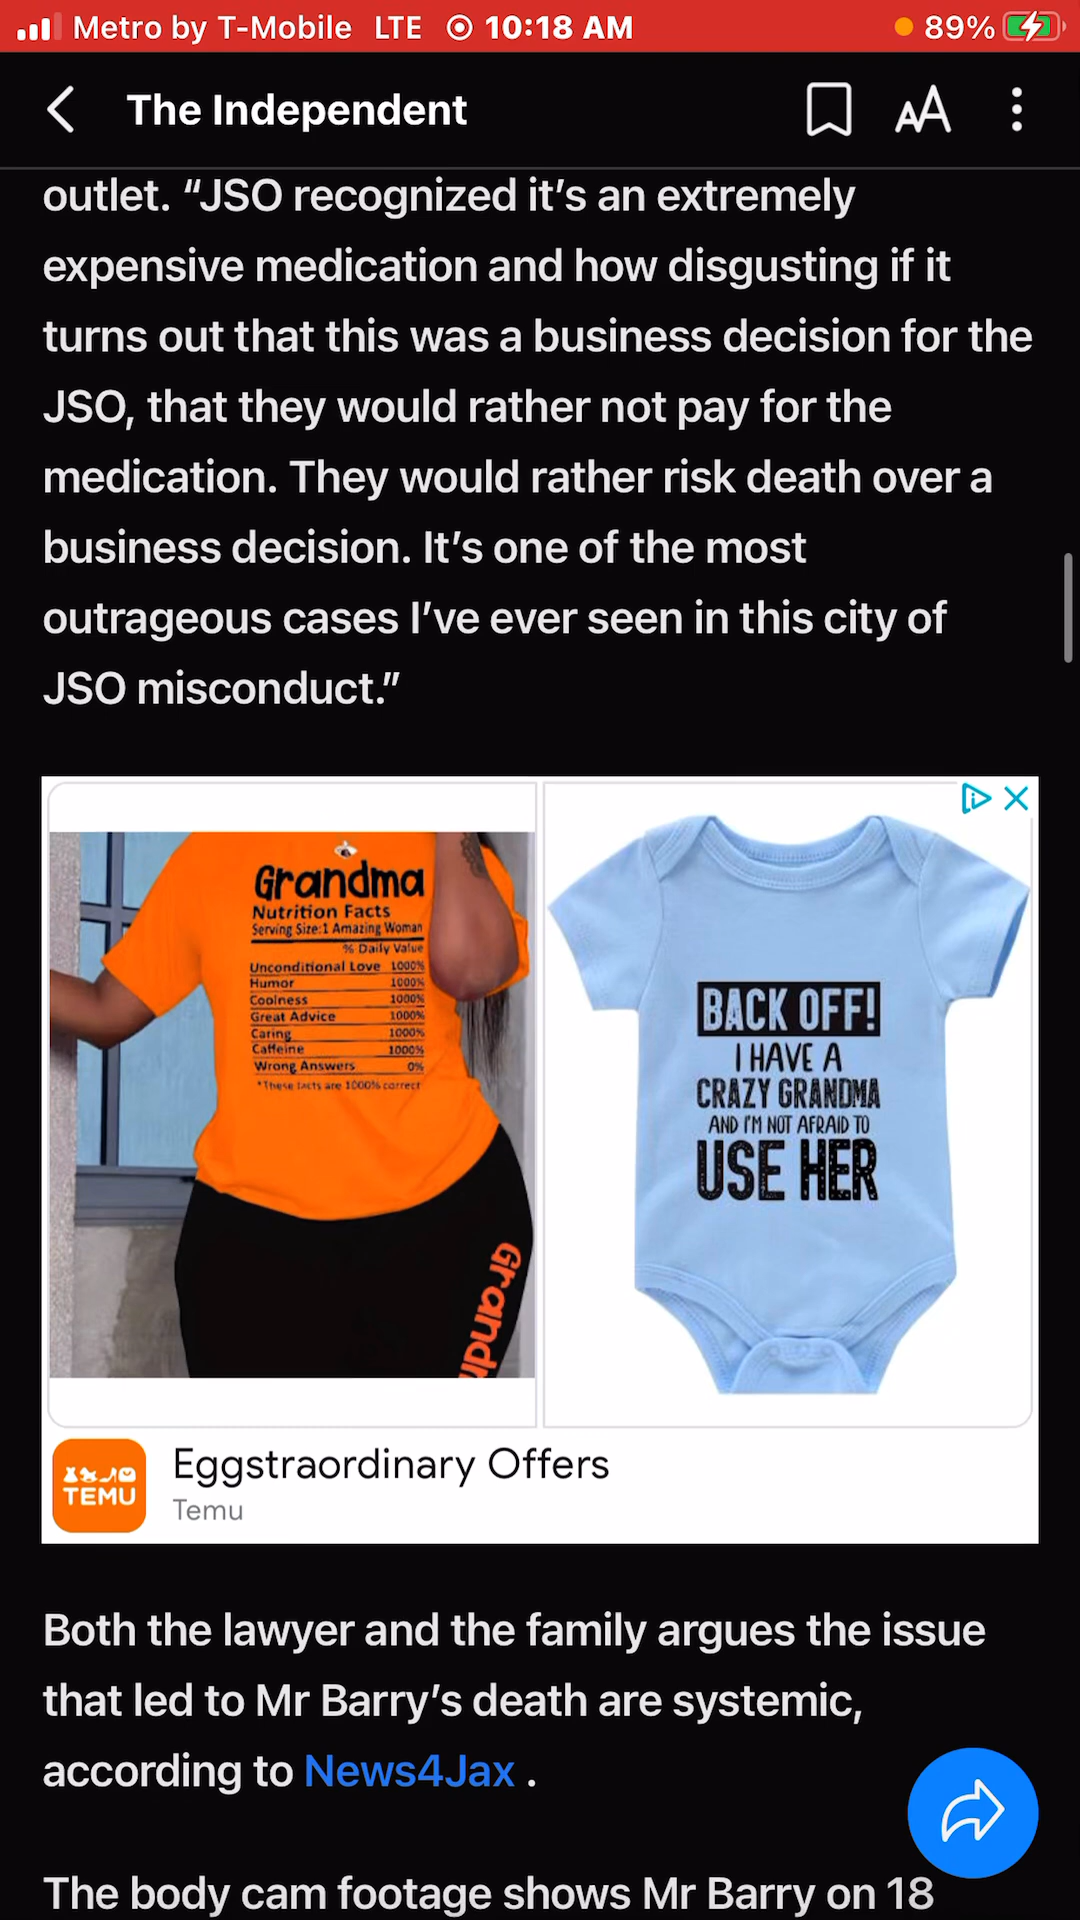 Metro by T-Mobile LTE 10:18 AM 89%
The Independent AA
outlet. “JSO recognized it’s an extremely
expensive medication and how disgusting if it
turns out that this was a business decision for the
JSO, that they would rather not pay for the
medication. They would rather risk death over a
business decision. It’s one of the most
outrageous cases I’ve ever seen in this city of
JSO misconduct.”
Grandma
Nutrition Facts
Serving Size:1 Amazing Woman
% Daily Value
Unconditional Love 1000%
Humor 1000%
Coolness 1000%
Great Advice 1000%
Caring 1000%
Caffeine 1000%
Wrong Answers 0%
*These facts are 1000% correct
Grandm
BACK OFF!
I HAVE A
CRAZY GRANDMA
AND I'M NOT AFRAID TO
USE HER
TEMU
Eggstraordinary Offers
Temu
Both the lawyer and the family argues the issue
that led to Mr Barry’s death are systemic,
according to News4Jax .
The body cam footage shows Mr Barry on 18